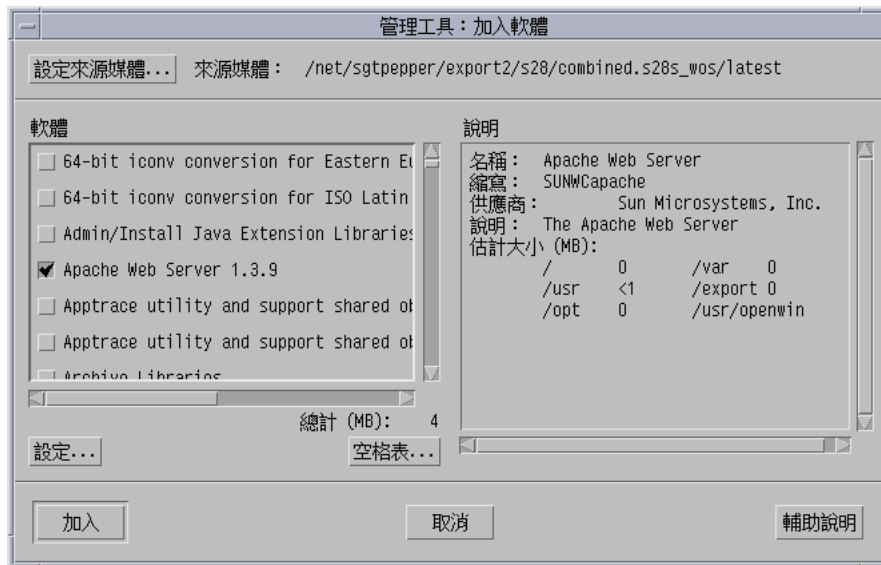 管理工具：加入軟體
設定來源媒體... 來源媒體： /net/sgtpepper/export2/s28/combined.s28s_wos/latest
軟體
64-bit iconv conversion for Eastern Eu
64-bit iconv conversion for ISO Latin
Admin/Install Java Extension Libraries
Apache Web Server 1.3.9
Apptrace utility and support shared ob
Apptrace utility and support shared ob
Archive Libraries
總計 (MB): 4
設定... 空格表...
說明
名稱： Apache Web Server
縮寫： SUNWCapache
供應商： Sun Microsystems, Inc.
說明： The Apache Web Server
估計大小 (MB):
/ 0 /var 0
/usr <1 /export 0
/opt 0 /usr/openwin
加入 取消 輔助說明